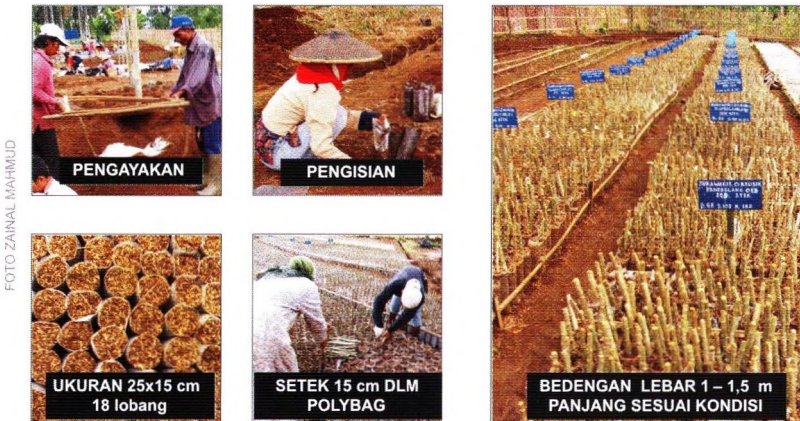 FOTO ZAINAL MAHMUD
PENGAYAKAN
PENGISIAN
UKURAN 25x15 cm
18 lobang
SETEK 15 cm DLM
POLYBAG
BEDENGAN LEBAR 1 – 1,5 m
PANJANG SESUAI KONDISI